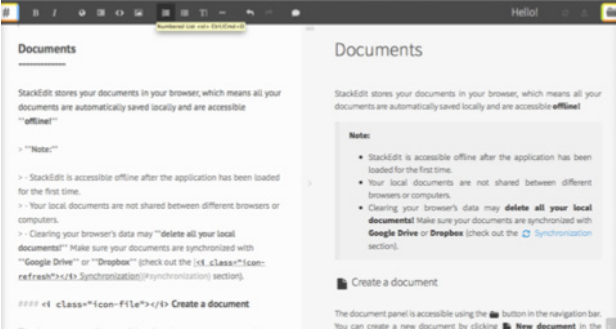 Hello!
Numbered List <ol> Ctrl/Cmd+O
Documents
------------
StackEdit stores your documents in your browser, which means all your
documents are automatically saved locally and are accessible
**offline!**
> **Note:**
> - StackEdit is accessible offline after the application has been loaded
for the first time.
> - Your local documents are not shared between different browsers or
computers.
> - Clearing your browser's data may **delete all your local
documents!** Make sure your documents are synchronized with
**Google Drive** or **Dropbox** (check out the [<i class="icon-
refresh"></i> Synchronization](#synchronization) section).
#### <i class="icon-file"></i> Create a document
Documents
StackEdit stores your documents in your browser, which means all your
documents are automatically saved locally and are accessible offline!
Note:
• StackEdit is accessible offline after the application has been
loaded for the first time.
• Your local documents are not shared between different
browsers or computers.
• Clearing your browser's data may delete all your local
documents! Make sure your documents are synchronized with
Google Drive or Dropbox (check out the Synchronization
section).
Create a document
The document panel is accessible using the button in the navigation bar.
You can create a new document by clicking New document in the